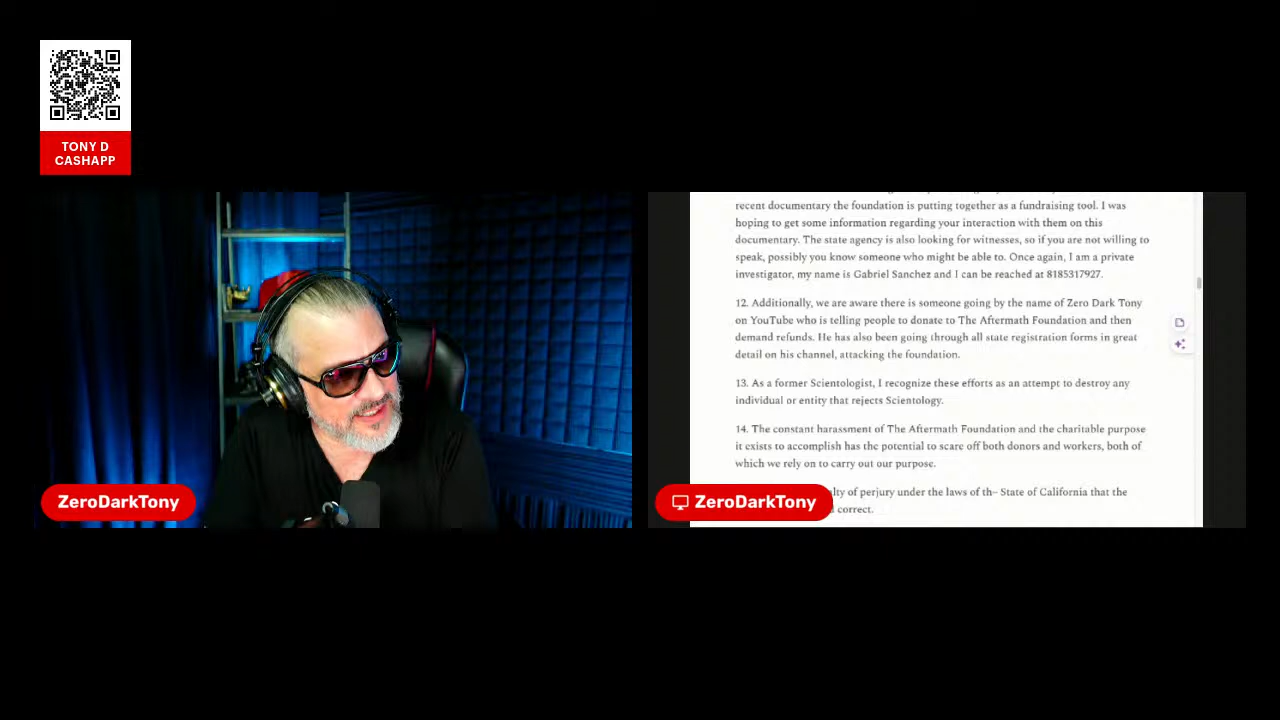 TONY D
CASHAPP
recent documentary the foundation is putting together as a fundraising tool. I was
hoping to get some information regarding your interaction with them on this
documentary. The state agency is also looking for witnesses, so if you are not willing to
speak, possibly you know someone who might be able to. Once again, I am a private
investigator, my name is Gabriel Sanchez and I can be reached at 8185317927.
12. Additionally, we are aware there is someone going by the name of Zero Dark Tony
on YouTube who is telling people to donate to The Aftermath Foundation and then
demand refunds. He has also been going through all state registration forms in great
detail on his channel, attacking the foundation.
13. As a former Scientologist, I recognize these efforts as an attempt to destroy any
individual or entity that rejects Scientology.
14. The constant harassment of The Aftermath Foundation and the charitable purpose
it exists to accomplish has the potential to scare off both donors and workers, both of
which we rely on to carry out our purpose.
of perjury under the laws of State of California that the
correct.
ZeroDarkTony
ZeroDarkTony